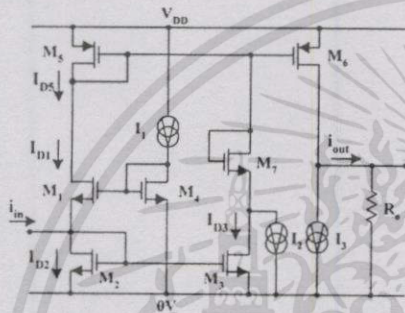 V_DD
M_5
M_6
I_D5
I_1
I_D1
M_7
i_out
M_1
M_4
i_in
I_D3
R_e
I_D2
I_2
I_3
M_2
M_3
0V